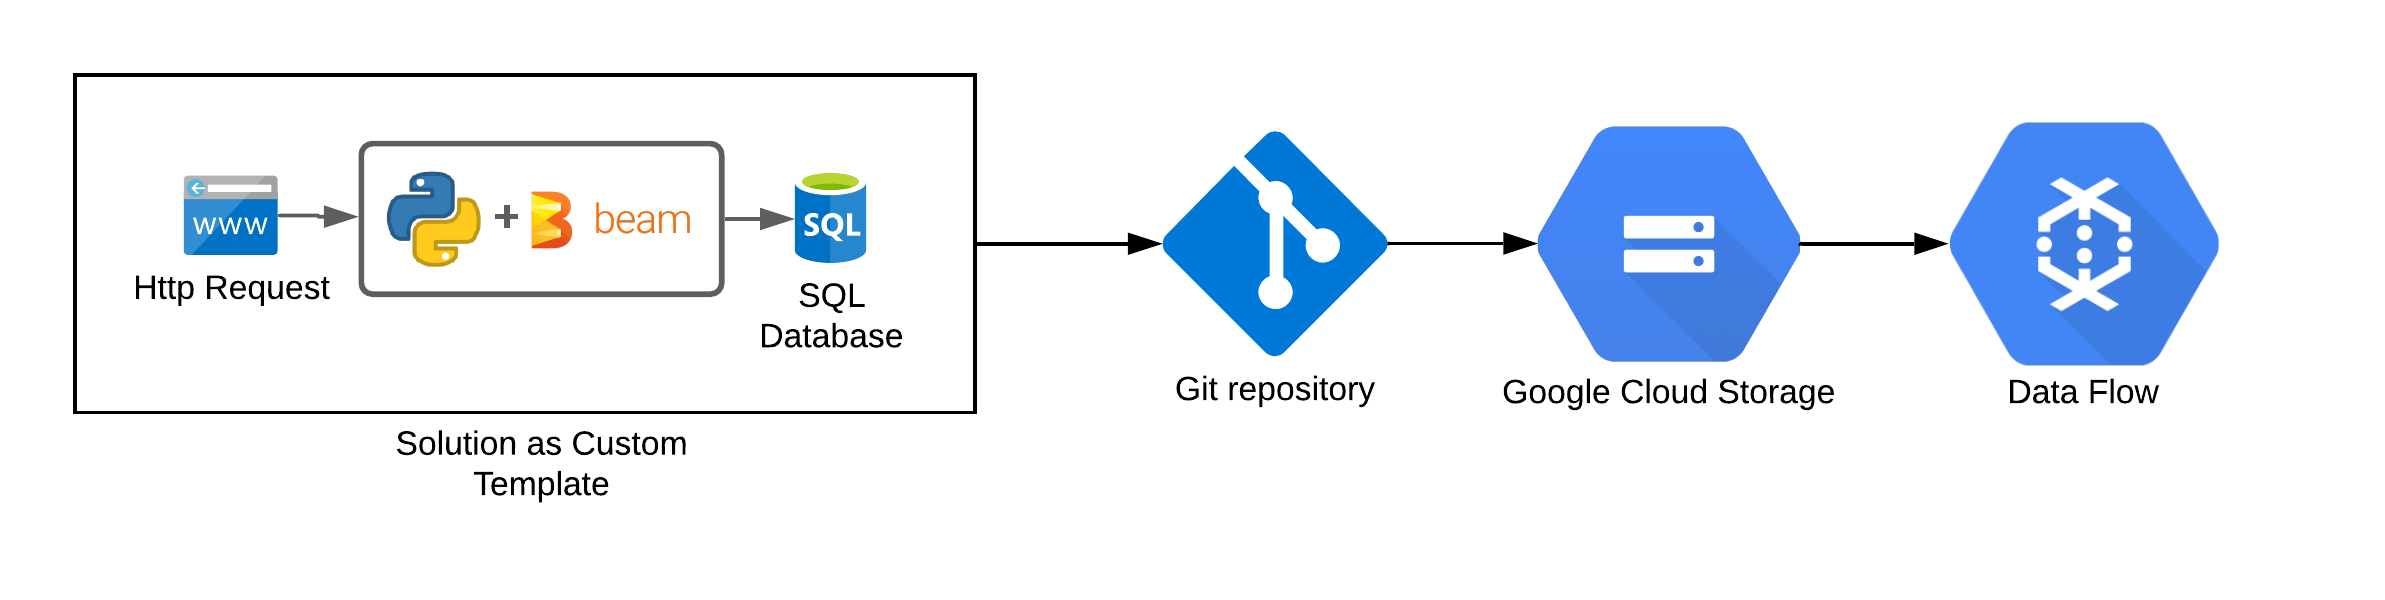 www
Http Request
+
beam
SQL
SQL
Database
Solution as Custom
Template
Git repository
Google Cloud Storage
Data Flow